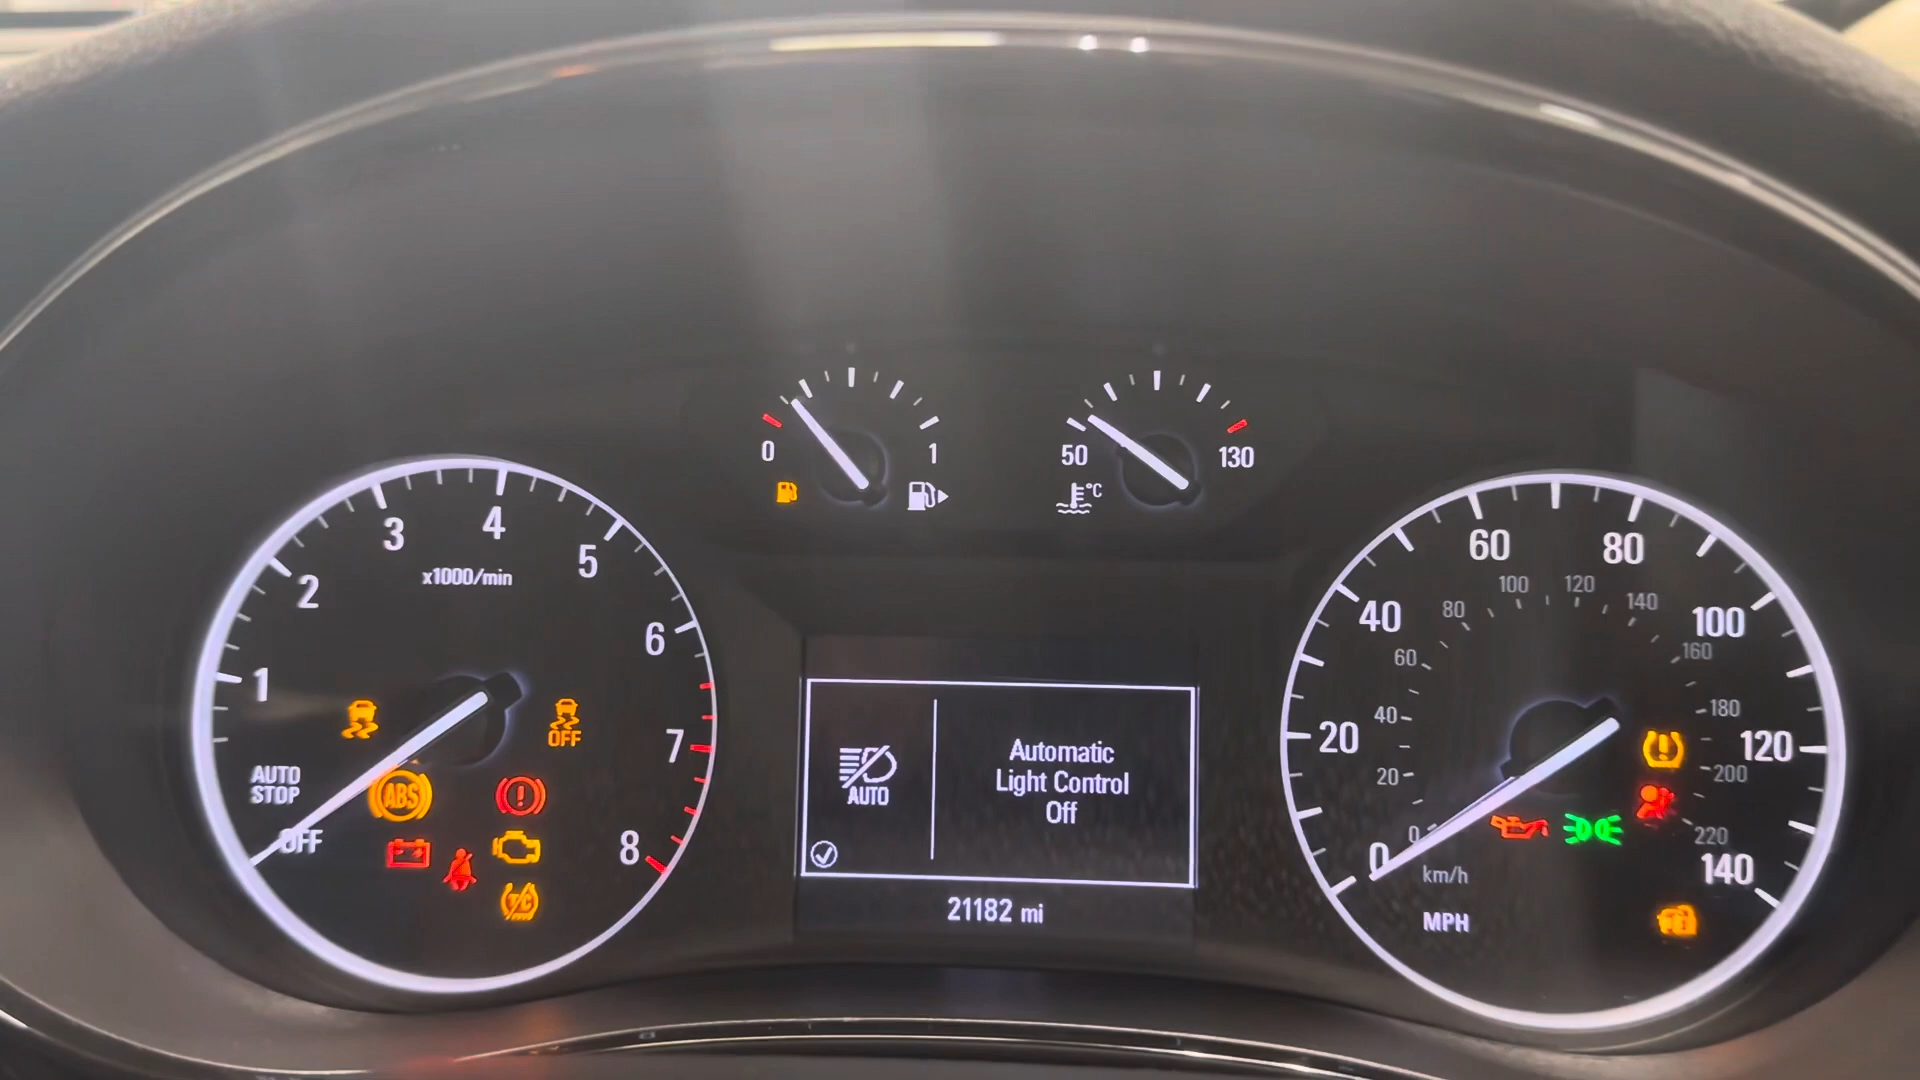 0
1
50
130
°C
1
2
3
4
5
6
7
8
x1000/min
AUTO
STOP
OFF
OFF
ABS
T/C
Automatic
Light Control
Off
AUTO
21182 mi
0
20
40
60
80
100
120
140
0
20
40
60
80
100
120
140
160
180
200
220
km/h
MPH